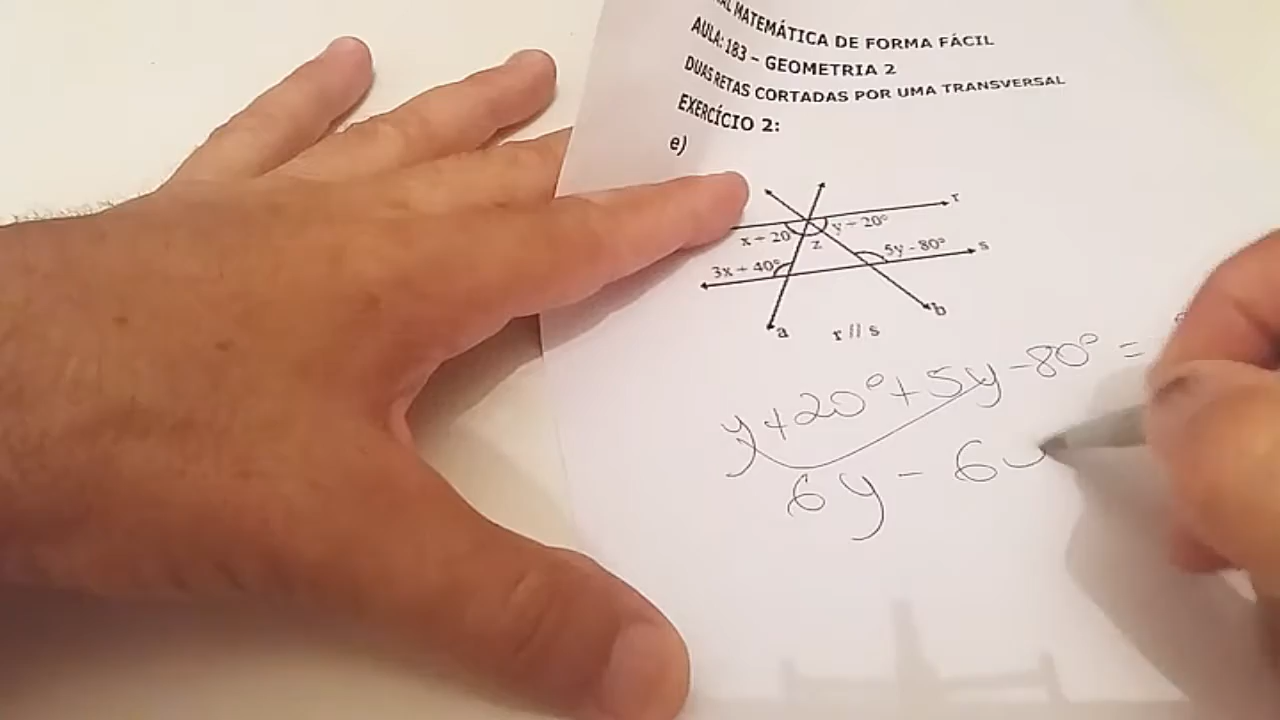 MATEMÁTICA DE FORMA FÁCIL
AULA: 183 - GEOMETRIA 2
DUAS RETAS CORTADAS POR UMA TRANSVERSAL
EXERCÍCIO 2:
e)
r
x + 20
y + 20°
z
5y - 80°
s
3x + 40°
b
a
r // s
y+20°+5y-80° =
6y - 6